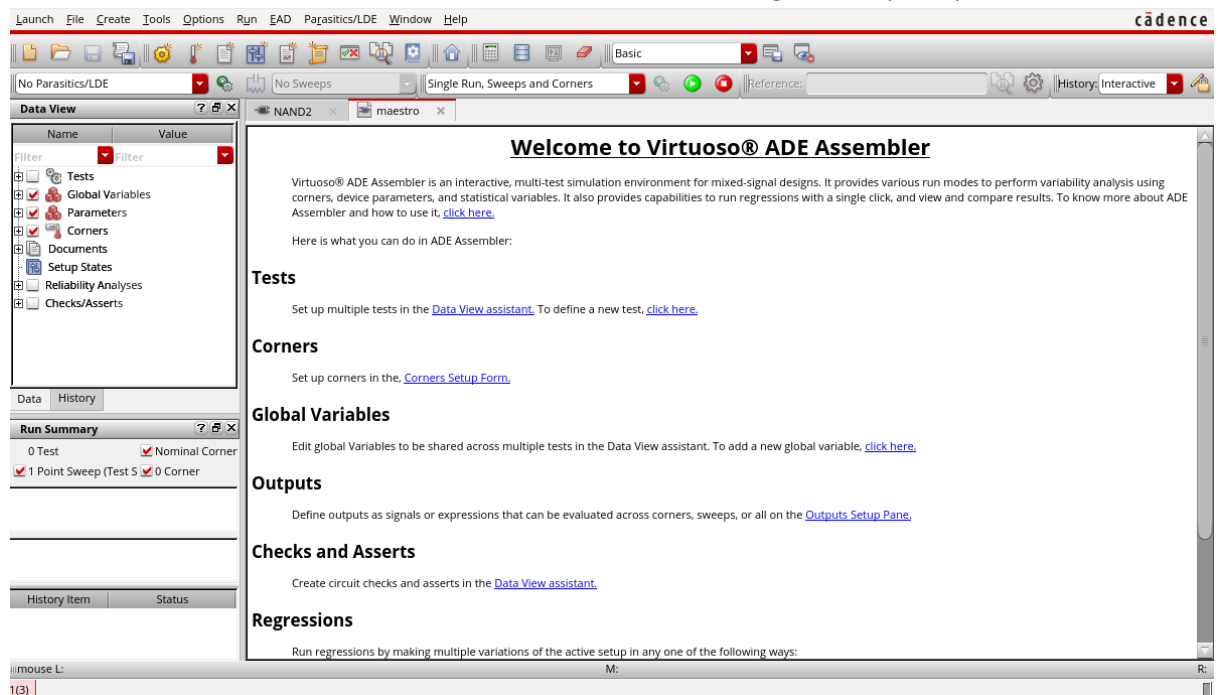 Launch File Create Tools Options Run EAD Parasitics/LDE Window Help cādence
Basic
No Parasitics/LDE No Sweeps Single Run, Sweeps and Corners Reference: History: Interactive
Data View
NAND2 maestro
Name Value
Filter Filter
Tests
Global Variables
Parameters
Corners
Documents
Setup States
Reliability Analyses
Checks/Asserts
Data History
Run Summary
0 Test Nominal Corner
1 Point Sweep (Test S 0 Corner
History Item Status
Welcome to Virtuoso® ADE Assembler
Virtuoso® ADE Assembler is an interactive, multi-test simulation environment for mixed-signal designs. It provides various run modes to perform variability analysis using
corners, device parameters, and statistical variables. It also provides capabilities to run regressions with a single click, and view and compare results. To know more about ADE
Assembler and how to use it, click here.
Here is what you can do in ADE Assembler:
Tests
Set up multiple tests in the Data View assistant. To define a new test, click here.
Corners
Set up corners in the, Corners Setup Form.
Global Variables
Edit global Variables to be shared across multiple tests in the Data View assistant. To add a new global variable, click here.
Outputs
Define outputs as signals or expressions that can be evaluated across corners, sweeps, or all on the Outputs Setup Pane.
Checks and Asserts
Create circuit checks and asserts in the Data View assistant.
Regressions
Run regressions by making multiple variations of the active setup in any one of the following ways:
mouse L: M: R:
1(3)